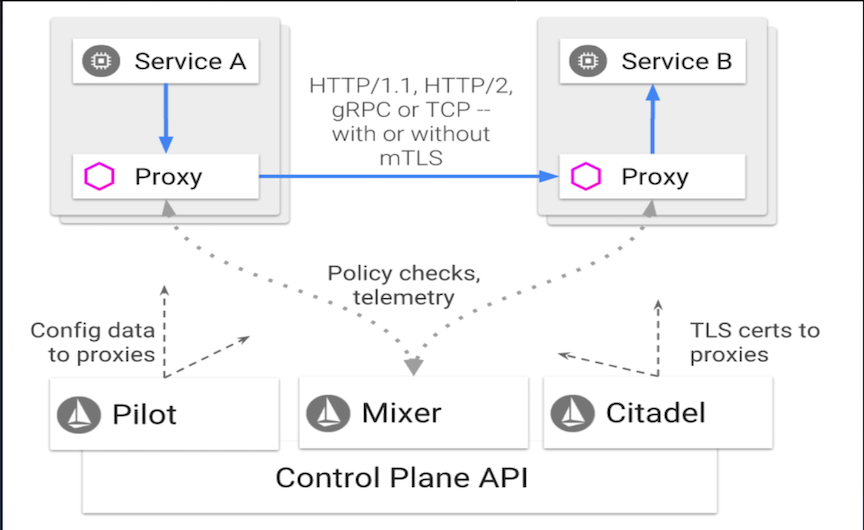 Service A
Service B
HTTP/1.1, HTTP/2,
gRPC or TCP --
with or without
mTLS
Proxy
Proxy
Policy checks,
telemetry
Config data
to proxies
TLS certs to
proxies
Pilot
Mixer
Citadel
Control Plane API